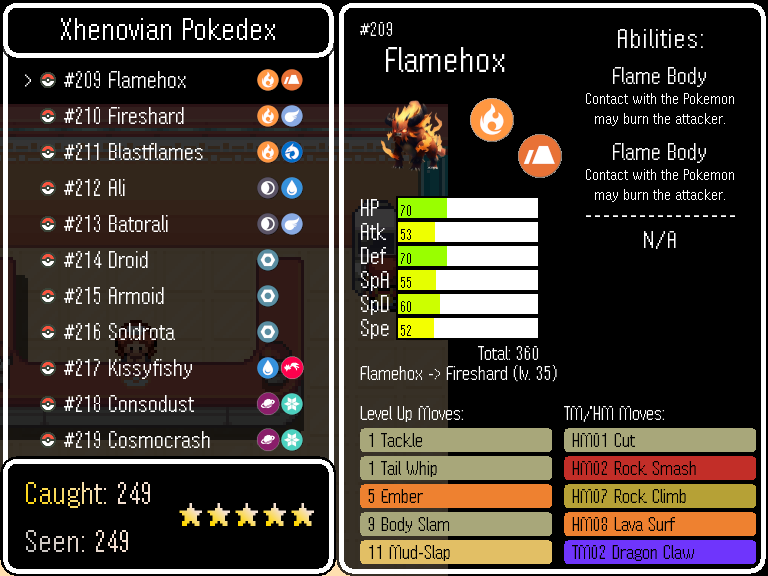 Xhenovian Pokedex
> #209 Flamehox
#210 Fireshard
#211 Blastflames
#212 Ali
#213 Batorali
#214 Droid
#215 Armoid
#216 Soldrota
#217 Kissyfishy
#218 Consodust
#219 Cosmocrash
Caught: 249
Seen: 249
#209
Flamehox
Abilities:
Flame Body
Contact with the Pokemon
may burn the attacker.
Flame Body
Contact with the Pokemon
may burn the attacker.
----------------
N/A
HP 70
Atk 53
Def 70
SpA 55
SpD 60
Spe 52
Total: 360
Flamehox -> Fireshard (lv. 35)
Level Up Moves:
1 Tackle
1 Tail Whip
5 Ember
9 Body Slam
11 Mud-Slap
TM/HM Moves:
HM01 Cut
HM02 Rock Smash
HM07 Rock Climb
HM08 Lava Surf
TM02 Dragon Claw